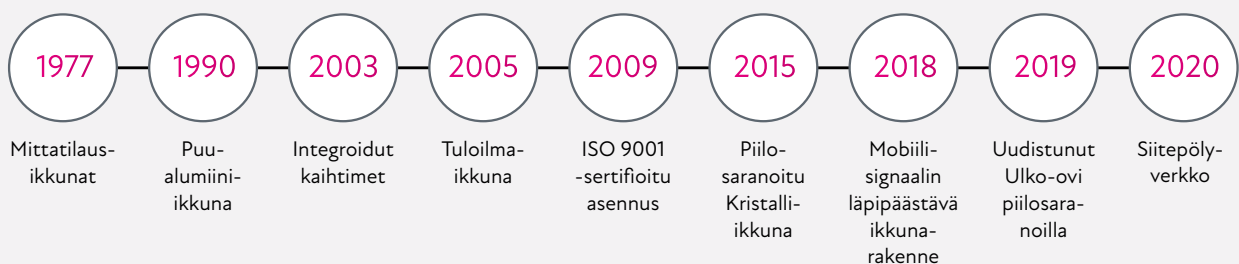 1977
1990
2003
2005
2009
2015
2018
2019
2020
Mittatilaus-
ikkunat
Puu-
alumiini-
ikkuna
Integroidut
kaihtimet
Tuloilma-
ikkuna
ISO 9001
-sertifioitu
asennus
Piilo-
saranoitu
Kristalli-
ikkuna
Mobiili-
signaalin
läpipäästävä
ikkuna-
rakenne
Uudistunut
Ulko-ovi
piilosara-
noilla
Siitepöly-
verkko